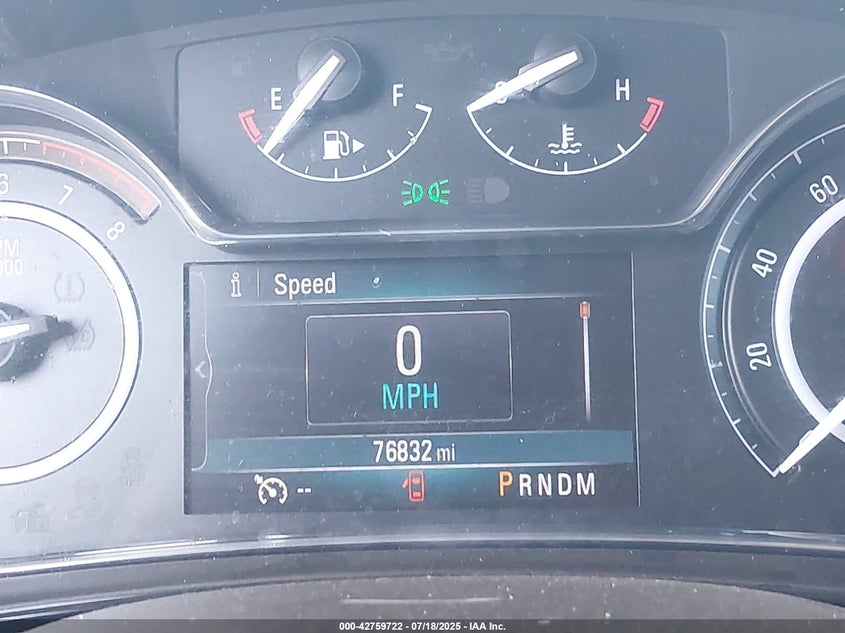 E F
C H
6 7 8
60
40
20
Speed
0
MPH
76832 mi
--
PRNDM
000-42759722 - 07/18/2025 - IAA Inc.